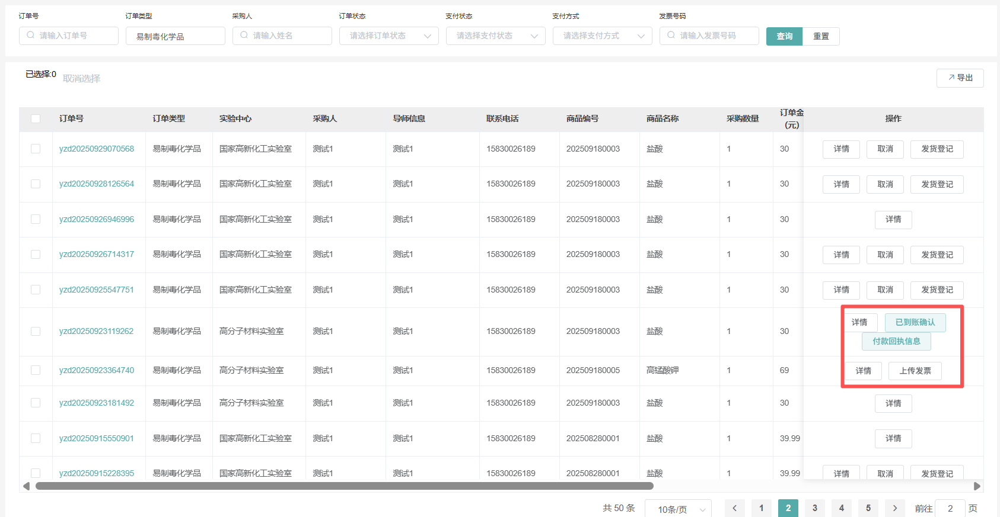 订单号 订单类型 采购人 订单状态 支付状态 支付方式 发票号码
请输入订单号 易制毒化学品 请输入姓名 请选择订单状态 请选择支付状态 请选择支付方式 请输入发票号码 查询 重置
已选择:0 取消选择 导出
订单号 订单类型 实验中心 采购人 导师信息 联系电话 商品编号 商品名称 采购数量 订单金 操作
(元)
yzd20250929070568 易制毒化学品 国家高新化工实验室 测试1 测试1 15830026189 202509180003 盐酸 1 30 详情 取消 发货登记
yzd20250928126564 易制毒化学品 国家高新化工实验室 测试1 测试1 15830026189 202509180003 盐酸 1 30 详情 取消 发货登记
yzd20250926946996 易制毒化学品 国家高新化工实验室 测试1 测试1 15830026189 202509180003 盐酸 1 30 详情
yzd20250926714317 易制毒化学品 国家高新化工实验室 测试1 测试1 15830026189 202509180003 盐酸 1 30 详情 取消 发货登记
yzd20250925547751 易制毒化学品 国家高新化工实验室 测试1 测试1 15830026189 202509180003 盐酸 1 30 详情 取消 发货登记
yzd20250923119262 易制毒化学品 高分子材料实验室 测试1 测试1 15830026189 202509180003 盐酸 1 30 详情 已到账确认
付款回执信息
yzd20250923364740 易制毒化学品 高分子材料实验室 测试1 测试1 15830026189 202509180005 高锰酸钾 1 69 详情 上传发票
yzd20250923181492 易制毒化学品 高分子材料实验室 测试1 测试1 15830026189 202509180003 盐酸 1 30 详情
yzd20250915550901 易制毒化学品 国家高新化工实验室 测试1 测试1 15830026189 202508280001 盐酸 1 39.99 详情
yzd20250915228395 易制毒化学品 国家高新化工实验室 测试1 测试1 15830026189 202508280001 盐酸 1 39.99 详情 取消 发货登记
共 50 条 10条/页 1 2 3 4 5 前往 2 页